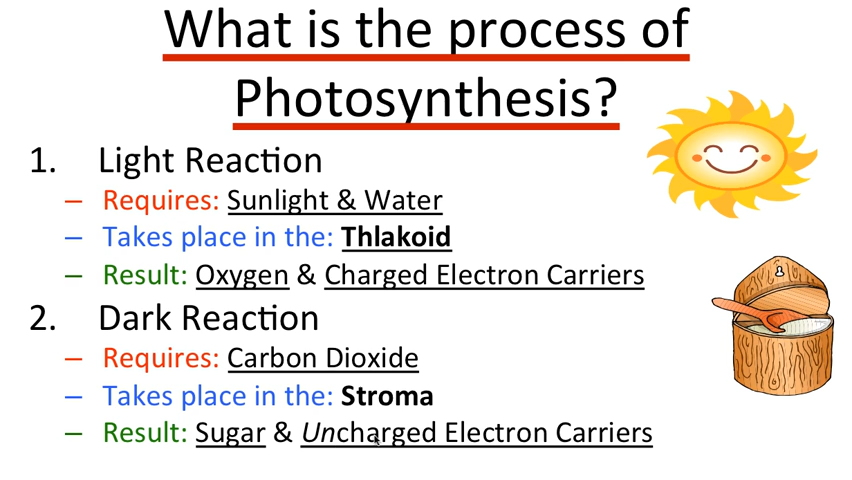 What is the process of
Photosynthesis?
1. Light Reaction
– Requires: Sunlight & Water
– Takes place in the: Thlakoid
– Result: Oxygen & Charged Electron Carriers
2. Dark Reaction
– Requires: Carbon Dioxide
– Takes place in the: Stroma
– Result: Sugar & Uncharged Electron Carriers